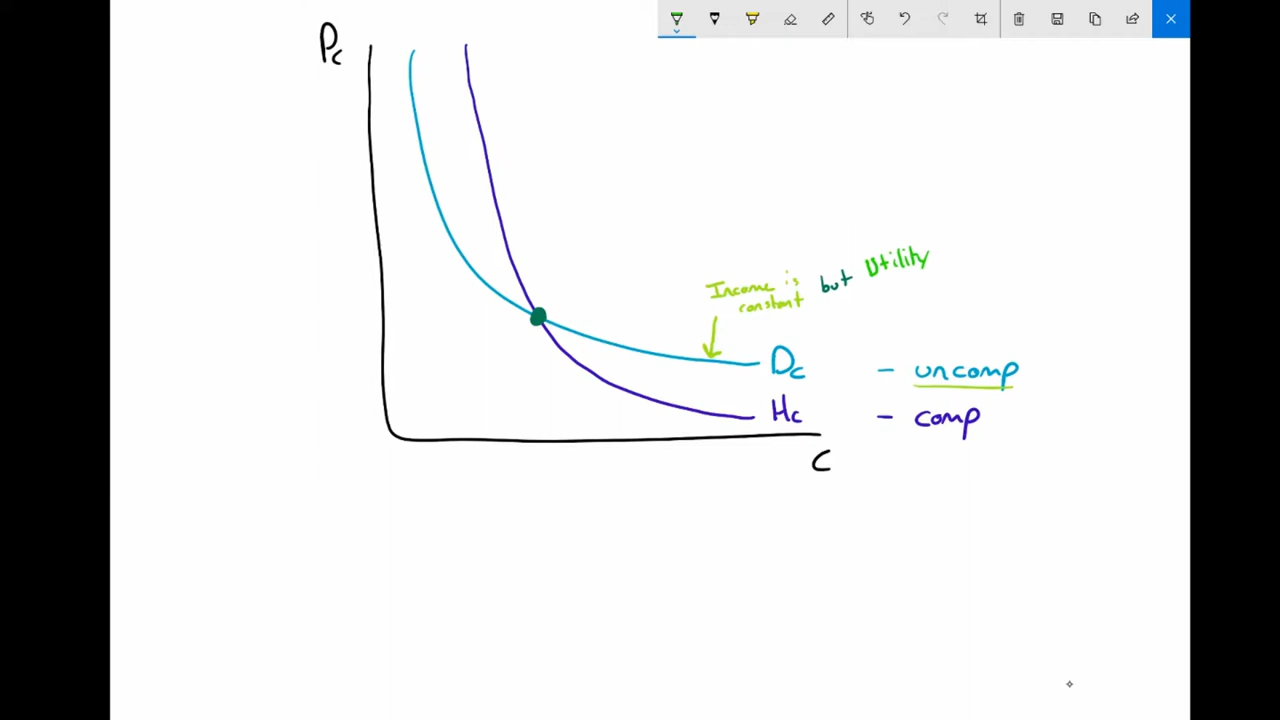 Pc
Income is but Utility
constant
Dc - uncomp
Hc - comp
C